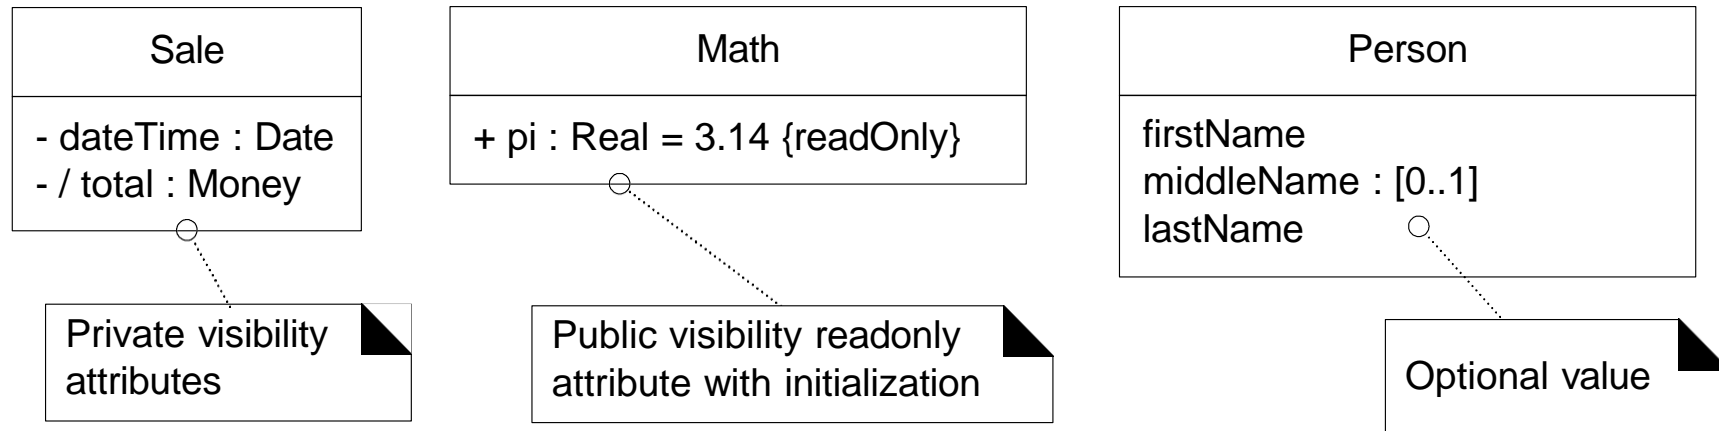 Sale
- dateTime : Date
- / total : Money
Private visibility
attributes
Math
+ pi : Real = 3.14 {readOnly}
Public visibility readonly
attribute with initialization
Person
firstName
middleName : [0..1]
lastName
Optional value